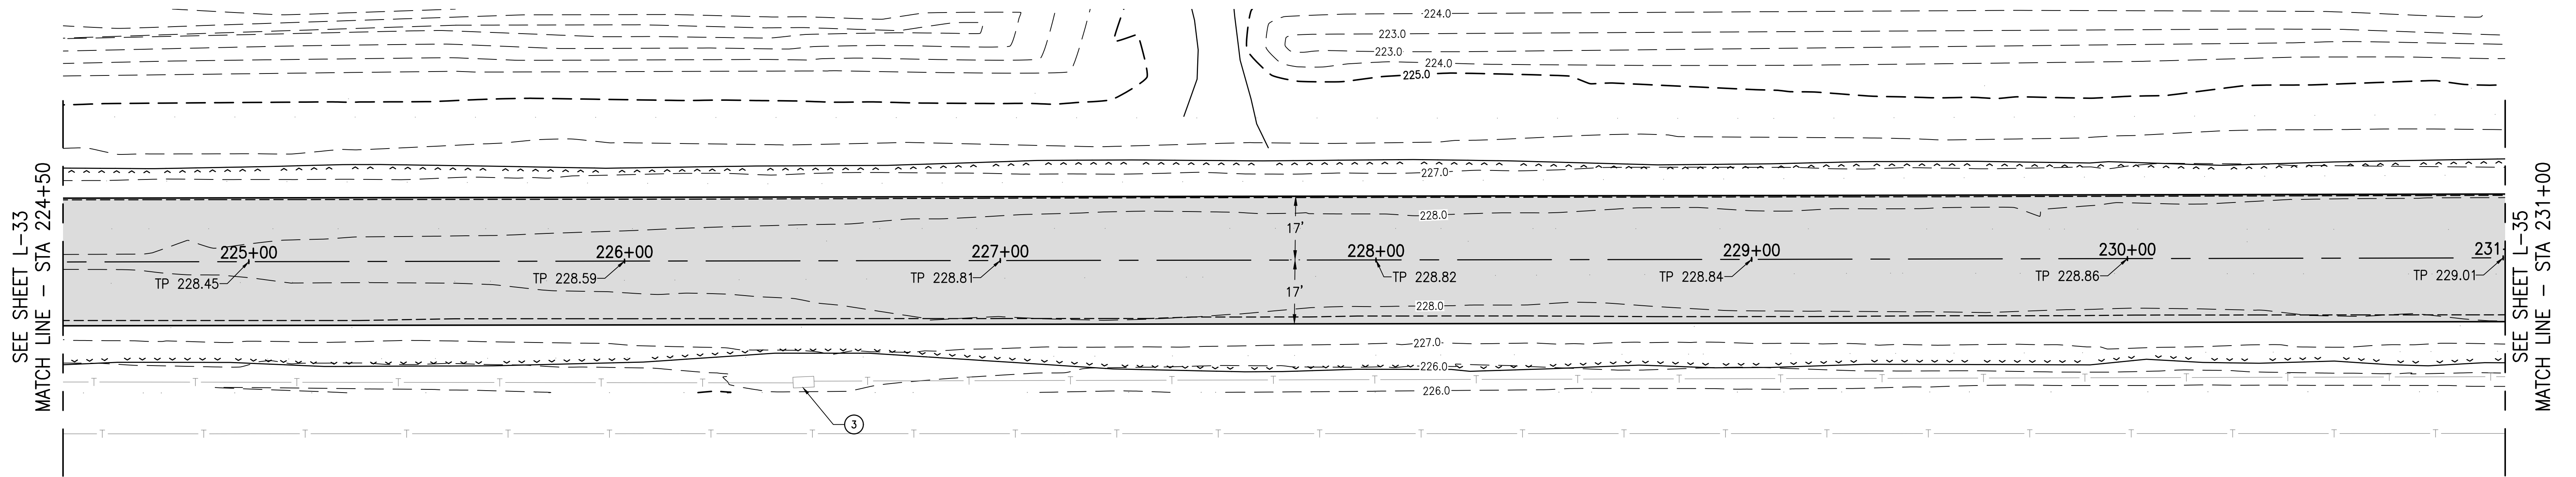 -224.0-
223.0
223.0
224.0
225.0
SEE SHEET L-33
MATCH LINE - STA 224+50
227.0
228.0
17'
225+00
226+00
227+00
228+00
229+00
230+00
231
TP 228.45
TP 228.59
TP 228.81
TP 228.82
TP 228.84
TP 228.86
TP 229.01
17'
228.0
227.0
226.0
226.0
3
T T T T T T T T T T T T T T T T T T T T T T T
T T T T T T T T T T T T T T T T T T T T T T T T
SEE SHEET L-35
MATCH LINE - STA 231+00